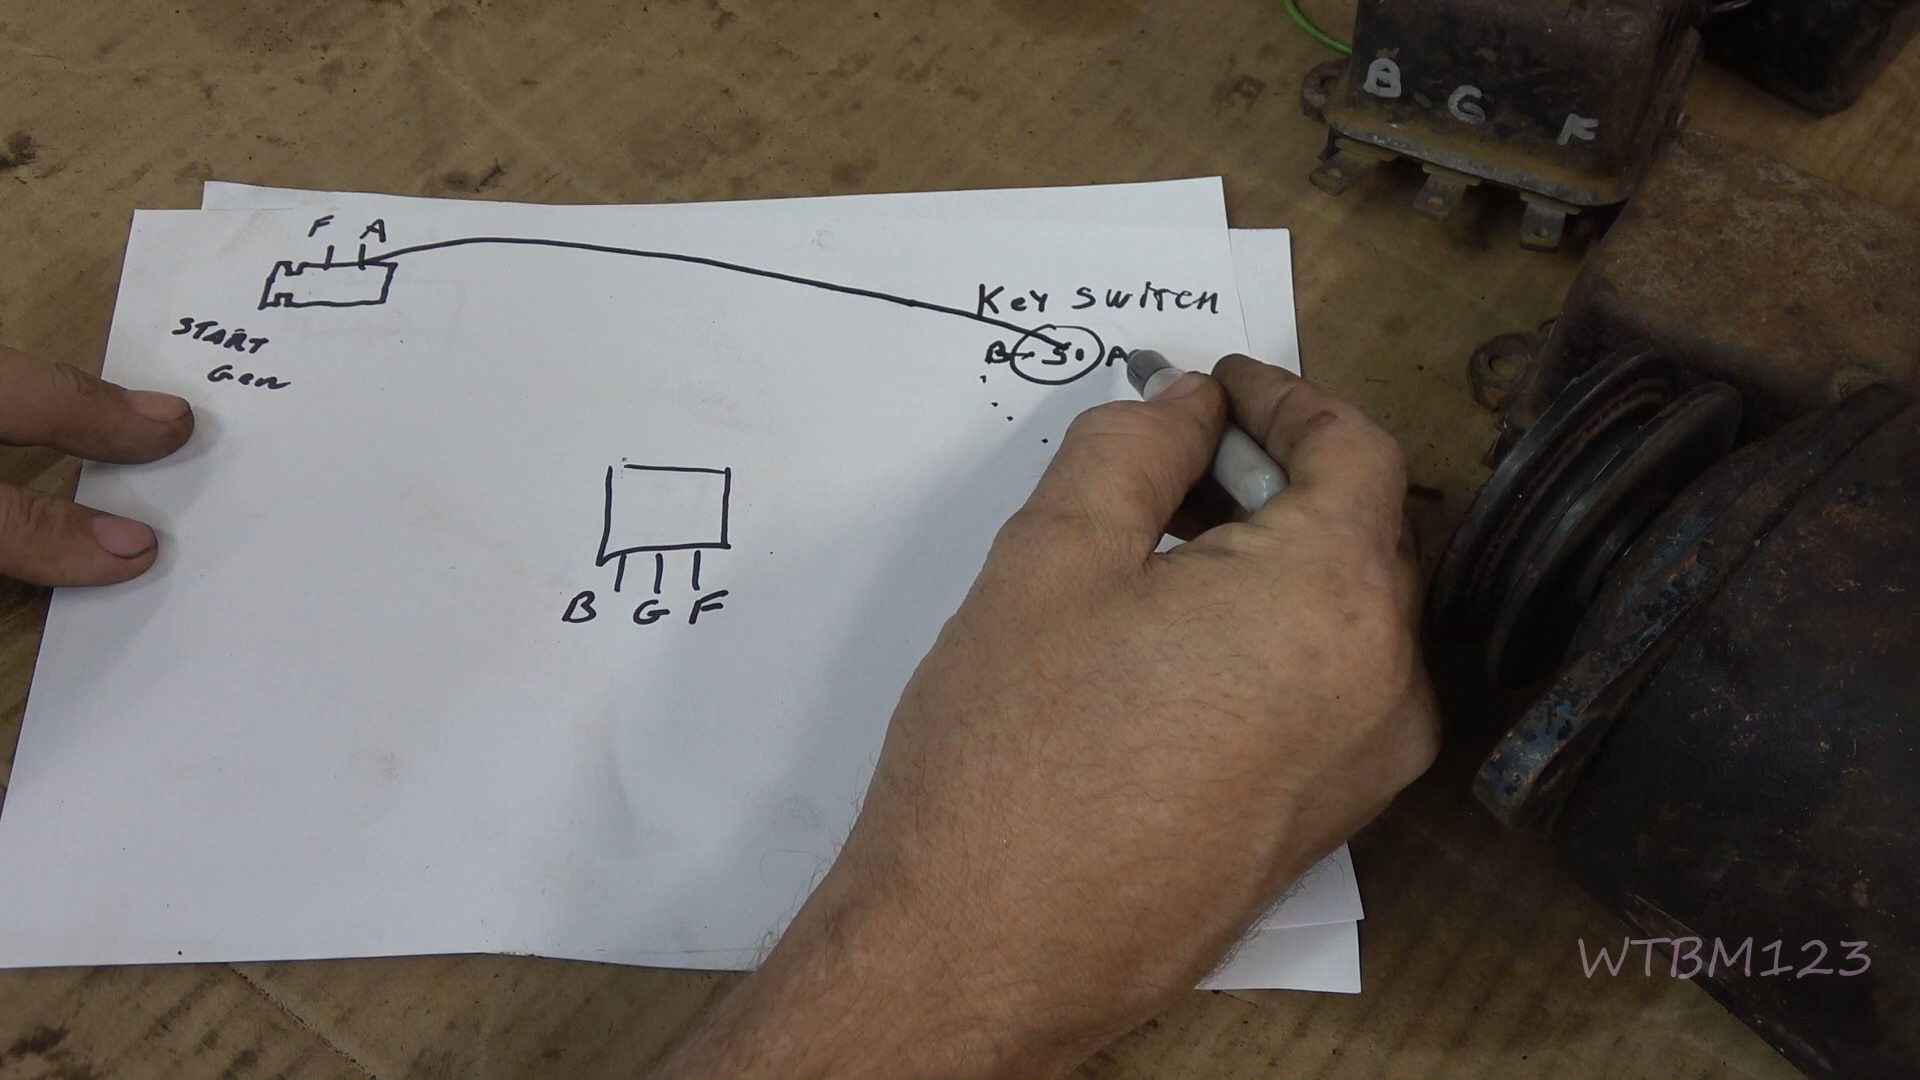 B G F
F A
KEY SWITCH
B S A
START
Gen
B G F
WTBM123